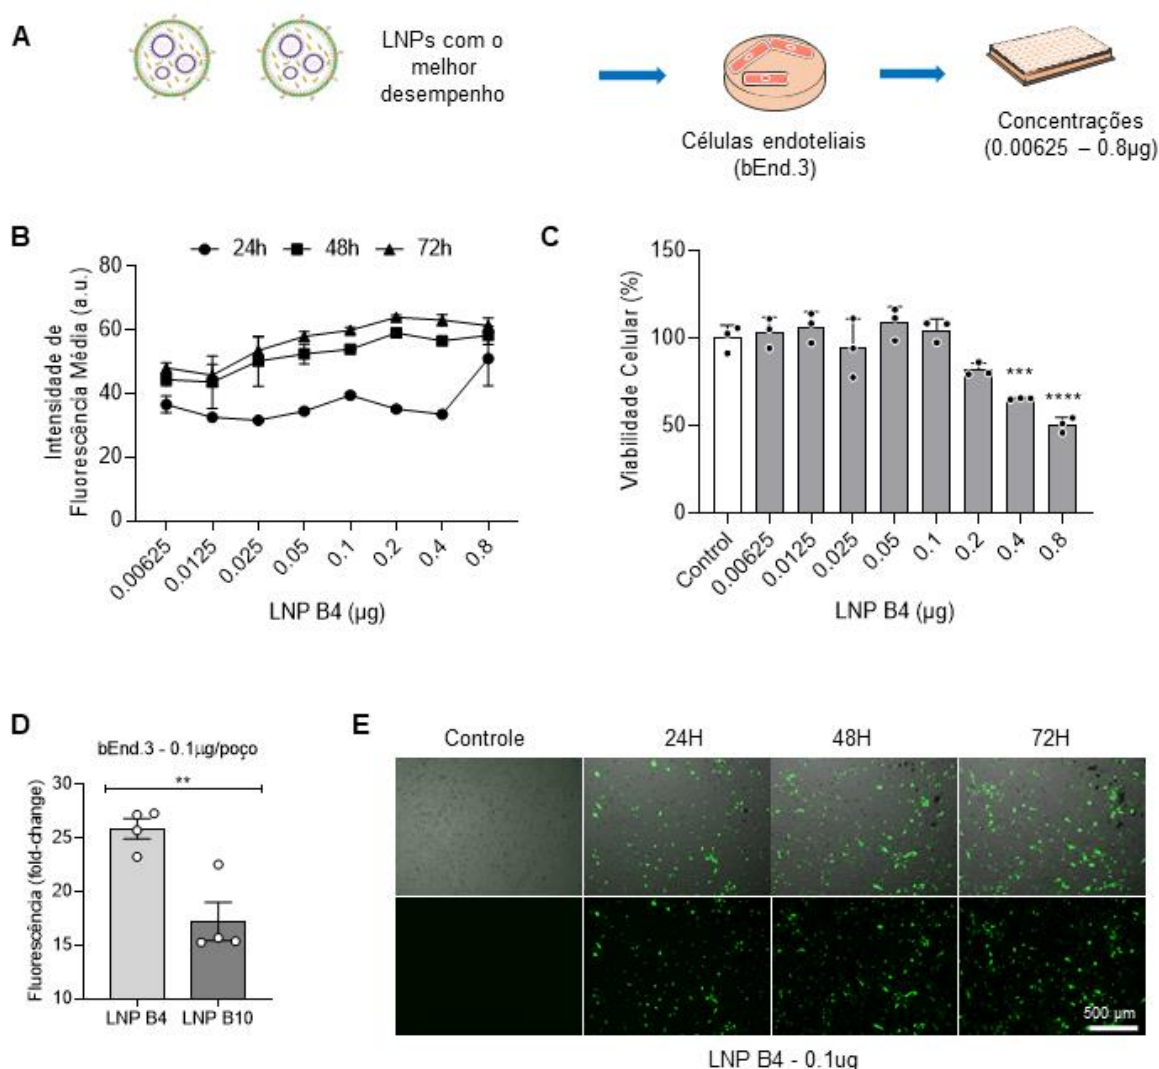 A
LNPs com o
melhor
desempenho
Células endoteliais
(bEnd.3)
Concentrações
(0.00625 – 0.8µg)
B
24h
48h
72h
Intensidade de
Fluorescência Média (a.u.)
80
60
40
20
0
0.00625
0.0125
0.025
0.05
0.1
0.2
0.4
0.8
LNP B4 (µg)
C
Viabilidade Celular (%)
150
100
50
0
***
****
Control
0.00625
0.0125
0.025
0.05
0.1
0.2
0.4
0.8
LNP B4 (µg)
D
bEnd.3 - 0.1µg/poço
**
Fluorescência (fold-change)
30
25
20
15
10
LNP B4
LNP B10
E
Controle
24H
48H
72H
500 µm
LNP B4 - 0.1ug